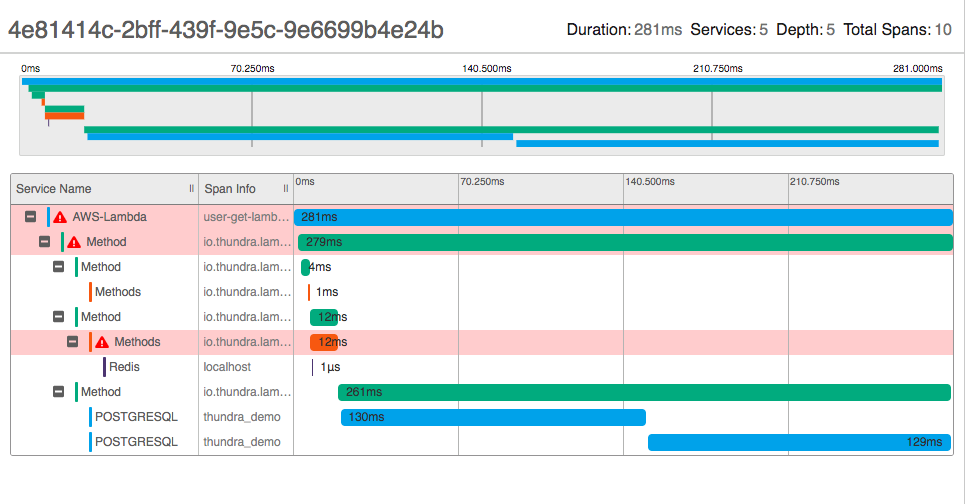 4e81414c-2bff-439f-9e5c-9e6699b4e24b Duration: 281ms Services: 5 Depth: 5 Total Spans: 10
0ms 70.250ms 140.500ms 210.750ms 281.000ms
Service Name Span Info 0ms 70.250ms 140.500ms 210.750ms
AWS-Lambda user-get-lamb... 281ms
Method io.thundra.lam... 279ms
Method io.thundra.lam... 4ms
Methods io.thundra.lam... 1ms
Method io.thundra.lam... 12ms
Methods io.thundra.lam... 12ms
Redis localhost 1μs
Method io.thundra.lam... 261ms
POSTGRESQL thundra_demo 130ms
POSTGRESQL thundra_demo 129ms